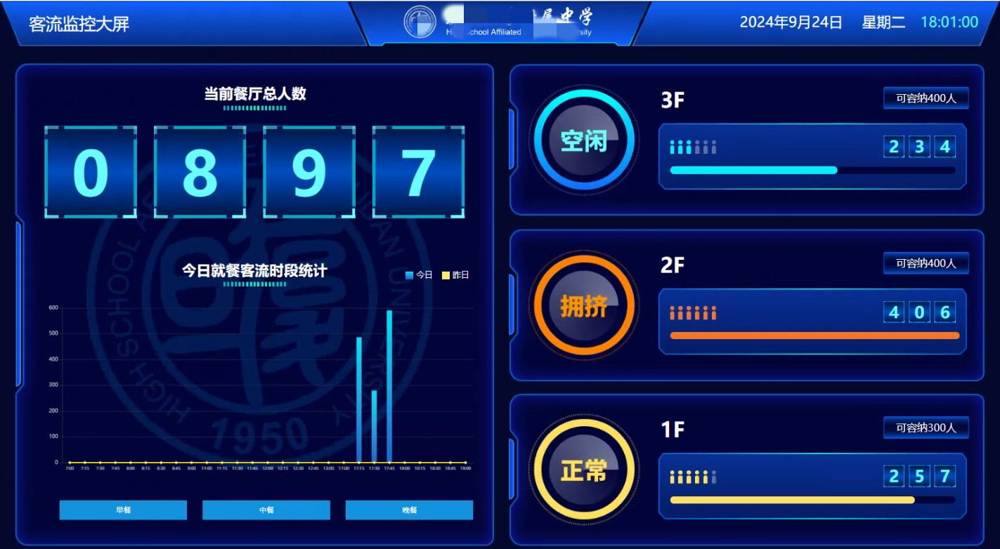 客流监控大屏
中学
School Affiliated
2024年9月24日 星期二 18:01:00
当前餐厅总人数
0 8 9 7
今日就餐客流时段统计
今日 昨日
600
500
400
300
200
100
0
7:00 7:15 7:30 7:45 8:00 8:15 8:30 8:45 9:00 11:00 11:15 11:30 11:45 12:00 12:15 12:30 12:45 13:00 17:00 17:15 17:30 17:45 18:00 18:15 18:30 18:45 19:00
HIGH SCHOOL
UNIVERSITY
1950
早餐 中餐 晚餐
空闲
3F
可容纳400人
2 3 4
拥挤
2F
可容纳400人
4 0 6
正常
1F
可容纳300人
2 5 7